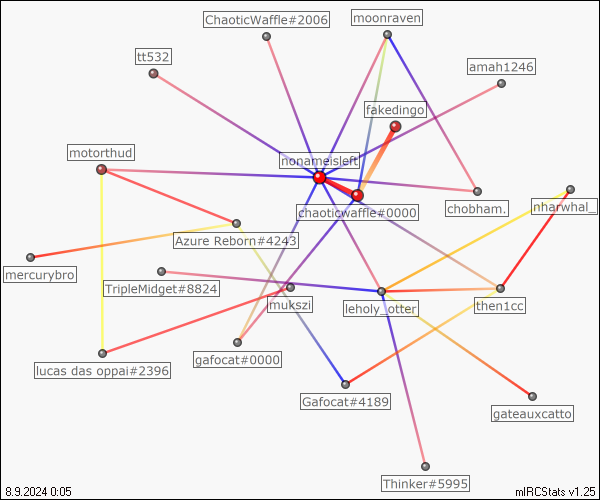 ChaoticWaffle#2006
moonraven
tt532
amah1246
fakedingo
motorthud
nonameisleft
chaoticwaffle#0000
chobham.
nharwhal_
Azure Reborn#4243
mercurybro
TripleMidget#8824
mukszi
leholy_otter
then1cc
gafocat#0000
lucas das oppai#2396
Gafocat#4189
gateauxcatto
Thinker#5995
8.9.2024 0:05
mIRCStats v1.25